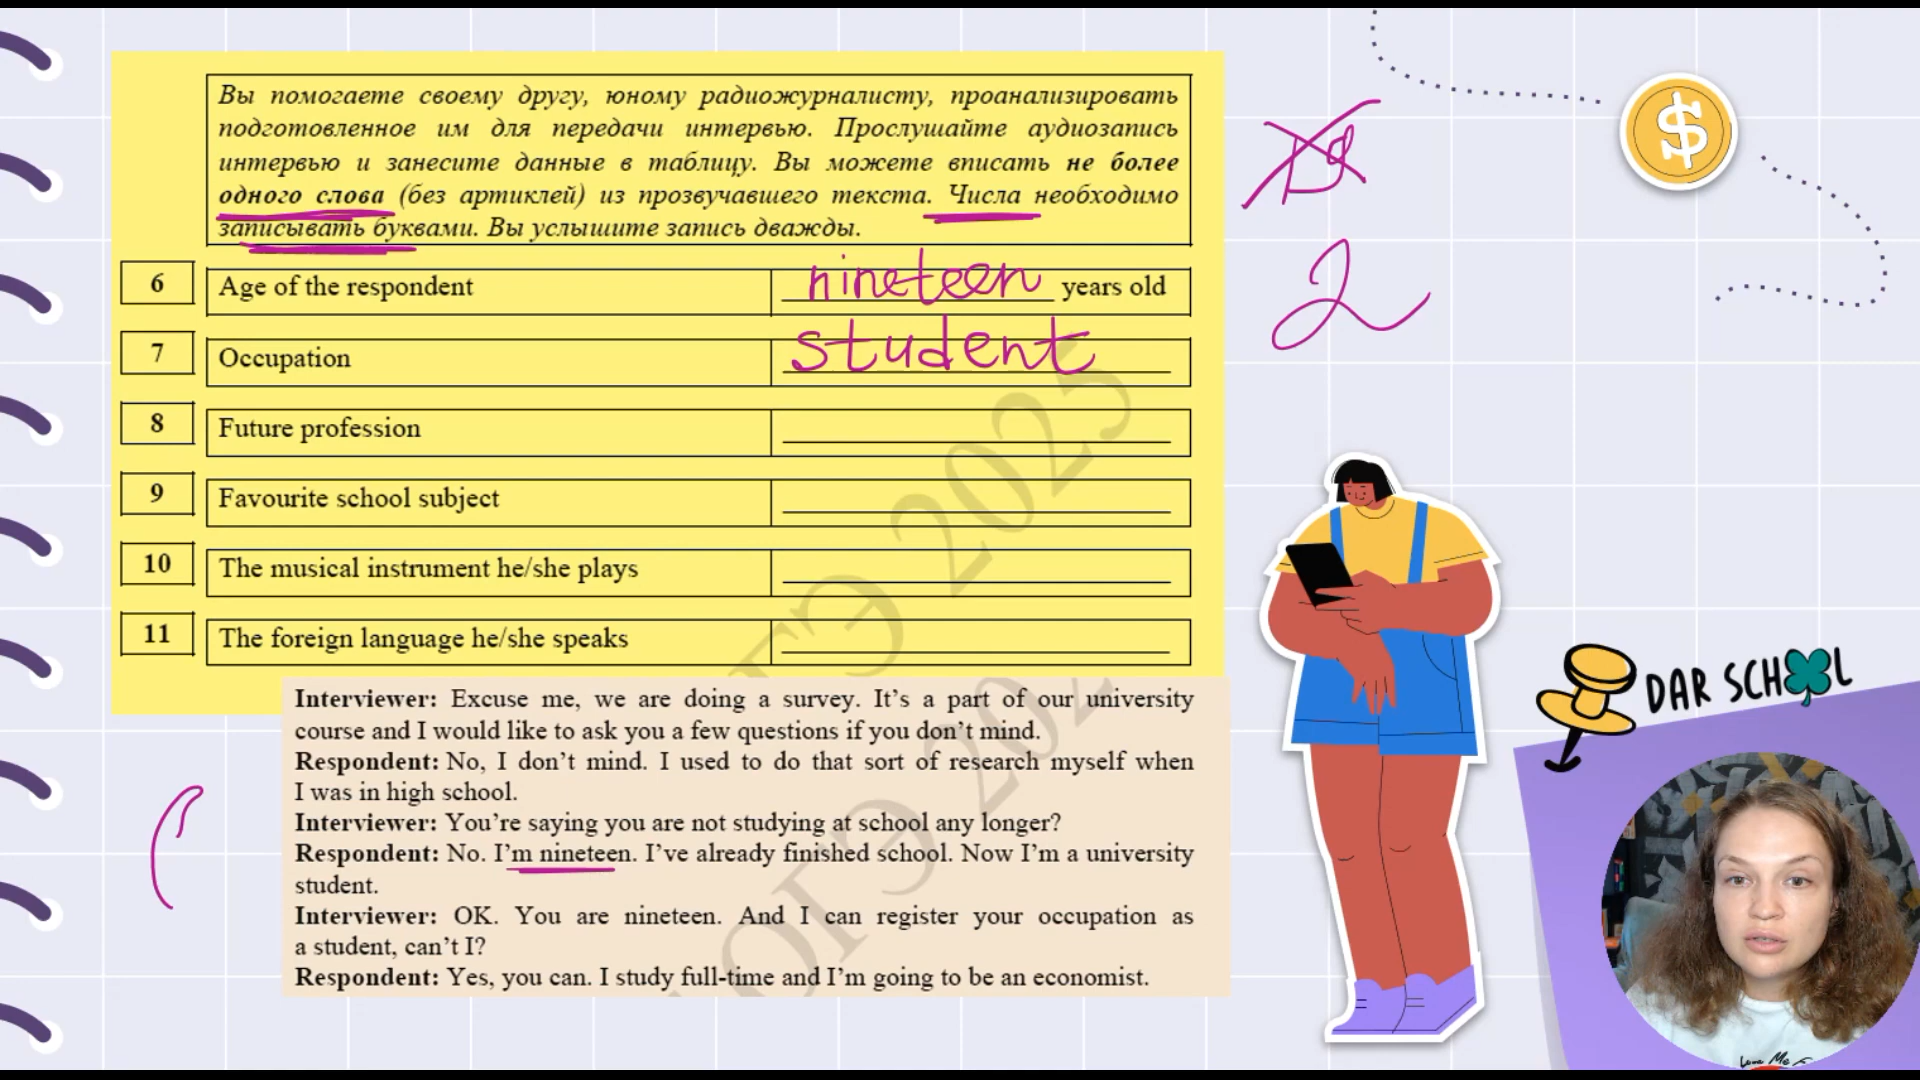 Вы помогаете своему другу, юному радиожурналисту, проанализировать
подготовленное им для передачи интервью. Прослушайте аудиозапись
интервью и занесите данные в таблицу. Вы можете вписать не более
одного слова (без артиклей) из прозвучавшего текста. Числа необходимо
записывать буквами. Вы услышите запись дважды.
6 Age of the respondent nineteen years old
7 Occupation student
8 Future profession
9 Favourite school subject
10 The musical instrument he/she plays
11 The foreign language he/she speaks
Interviewer: Excuse me, we are doing a survey. It’s a part of our university
course and I would like to ask you a few questions if you don’t mind.
Respondent: No, I don’t mind. I used to do that sort of research myself when
I was in high school.
Interviewer: You’re saying you are not studying at school any longer?
Respondent: No. I’m nineteen. I’ve already finished school. Now I’m a university
student.
Interviewer: OK. You are nineteen. And I can register your occupation as
a student, can’t I?
Respondent: Yes, you can. I study full-time and I’m going to be an economist.
ОГЭ 2025
ОГЭ 202
2
$
DAR SCHOOL
Love Me